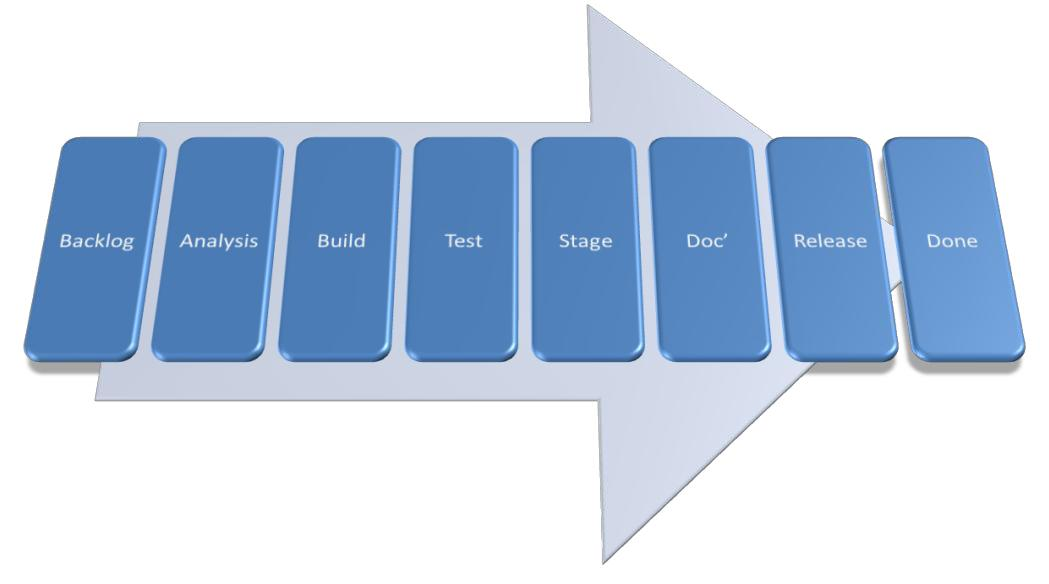 Backlog
Analysis
Build
Test
Stage
Doc’
Release
Done